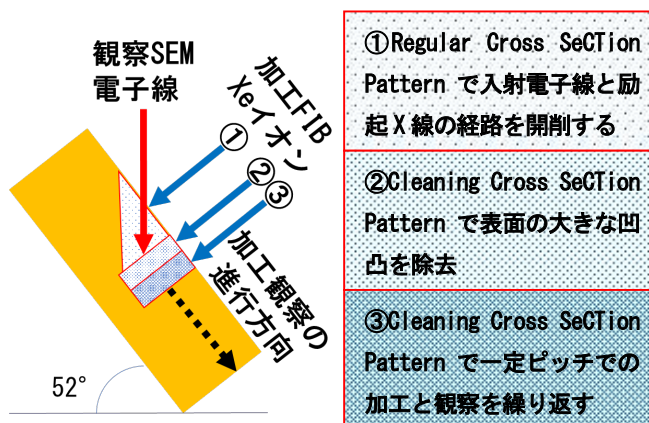 観察SEM
電子線
加工FIB
Xeイオン
①
②
③
加工観察の
進行方向
52°
①Regular Cross SeCTion
Pattern で入射電子線と励
起X線の経路を開削する
②Cleaning Cross SeCTion
Pattern で表面の大きな凹
凸を除去
③Cleaning Cross SeCTion
Pattern で一定ピッチでの
加工と観察を繰り返す